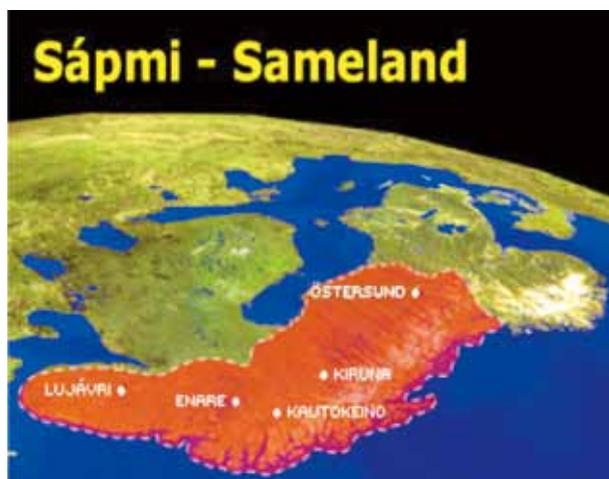 Sápmi - Sameland
ÖSTERSUND
KIRUNA
LUJÁVRI
ENARE
KAUTOKEINO